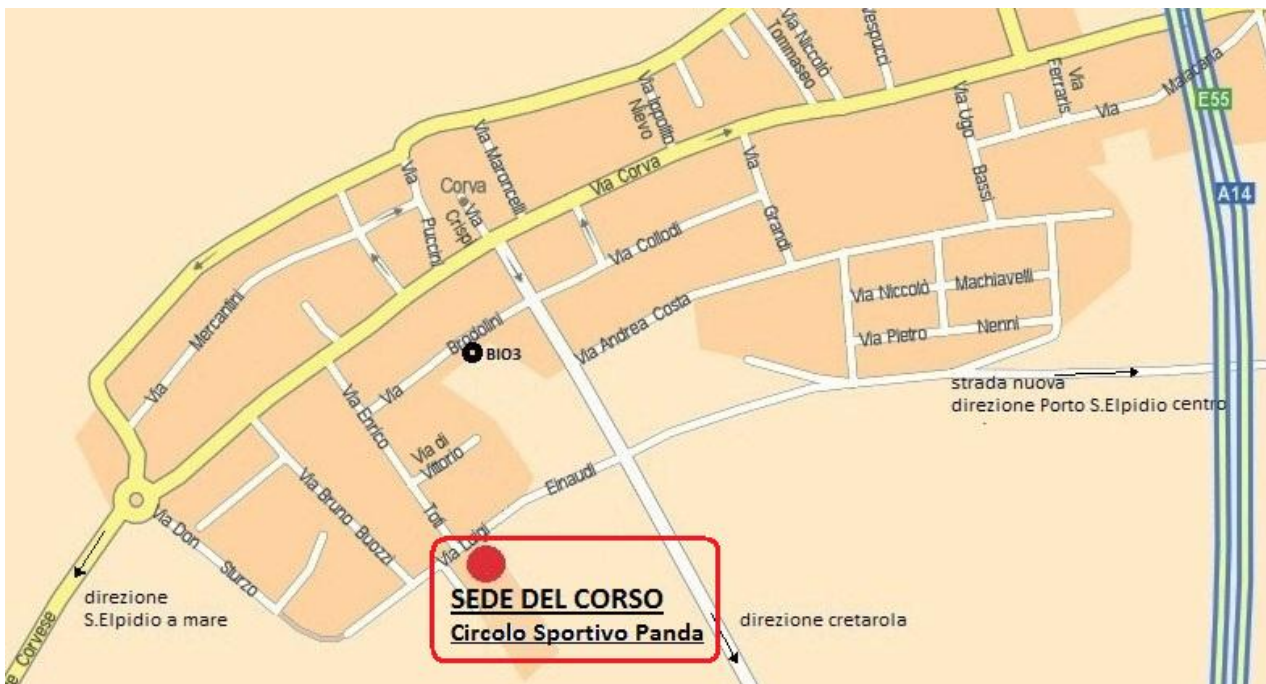 Via Niccolò
Tommaseo
Vespucci
Via Ippolito
Nievo
Via Ugo
Bassi
Via
Ferraris
Via Malacana
E55
A14
Via Maroncelli
Via Corva
Via
Puccini
Corva
Via
Crispi
Via
Grandi
Via Collodi
Via Mercantini
Via Andrea Costa
Via Niccolò Machiavelli
Via Pietro Nenni
Via Brodolini
BIO3
strada nuova
direzione Porto S.Elpidio centro
Via Enrico Toti
Via di
Vittorio
Via Bruno Buozzi
Via Luigi Einaudi
Via Don Sturzo
direzione
S.Elpidio a mare
Corvese
SEDE DEL CORSO
Circolo Sportivo Panda
direzione cretarola